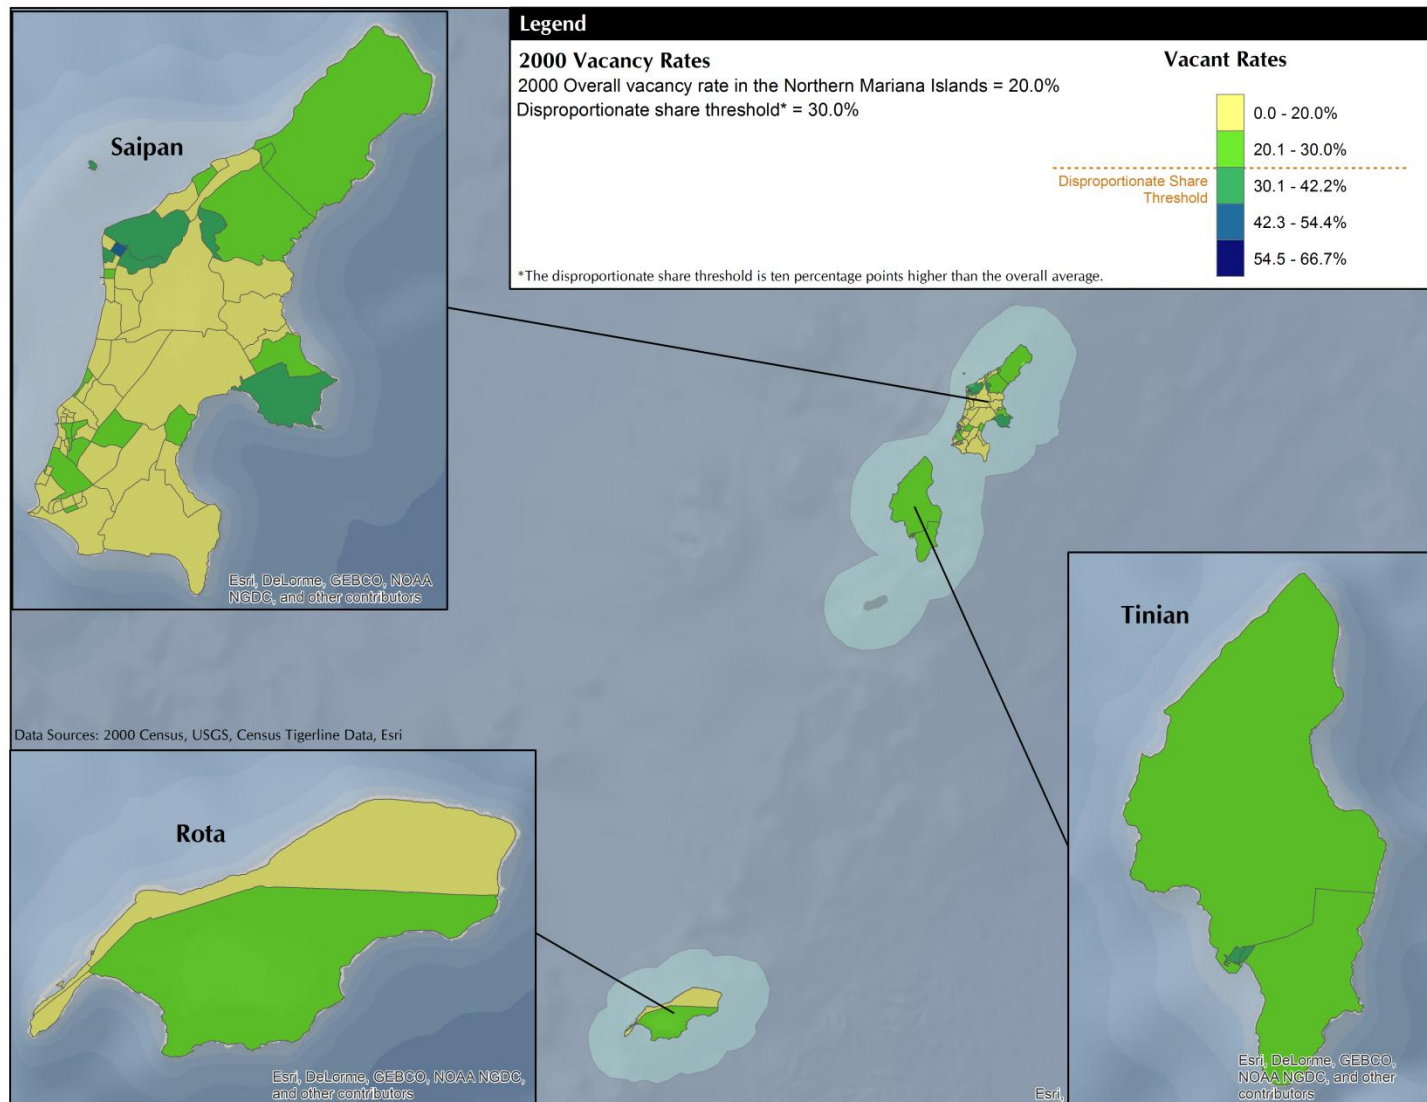 Legend
2000 Vacancy Rates
2000 Overall vacancy rate in the Northern Mariana Islands = 20.0%
Disproportionate share threshold* = 30.0%
Vacant Rates
0.0 - 20.0%
20.1 - 30.0%
Disproportionate Share
Threshold
30.1 - 42.2%
42.3 - 54.4%
54.5 - 66.7%
*The disproportionate share threshold is ten percentage points higher than the overall average.
Saipan
Esri, DeLorme, GEBCO, NOAA
NGDC, and other contributors
Tinian
Esri, DeLorme, GEBCO,
NOAA NGDC, and other
contributors
Data Sources: 2000 Census, USGS, Census Tigerline Data, Esri
Rota
Esri, DeLorme, GEBCO, NOAA NGDC,
and other contributors
Esri,